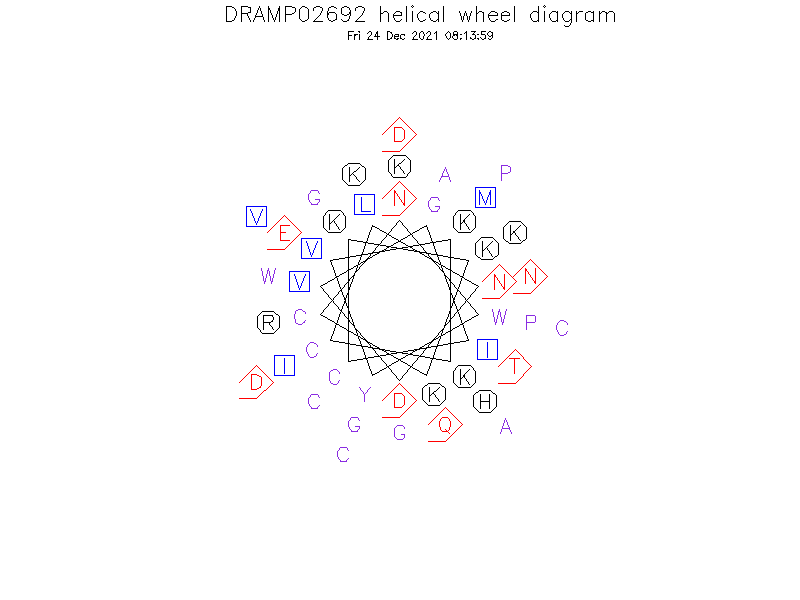 DRAMP02692 helical wheel diagram
Fri 24 Dec 2021 08:13:59
D
K K A P
G L N G M
V E K K K
V K
W V N N
R C W P C
C I
D I C K T
C Y D K H
G G Q A
C